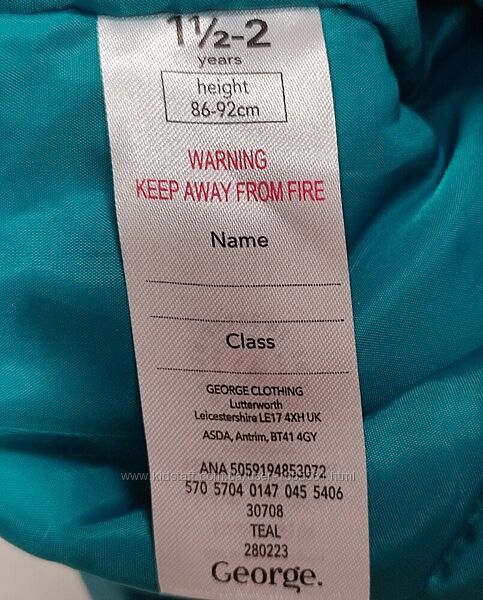 1½-2
years
height
86-92cm
WARNING
KEEP AWAY FROM FIRE
Name
Class
GEORGE CLOTHING
Lutterworth
Leicestershire LE17 4XH UK
ASDA, Antrim, BT41 4GY
ANA 5059194853072
570 5704 0147 045 5406
30708
TEAL
280223
George.